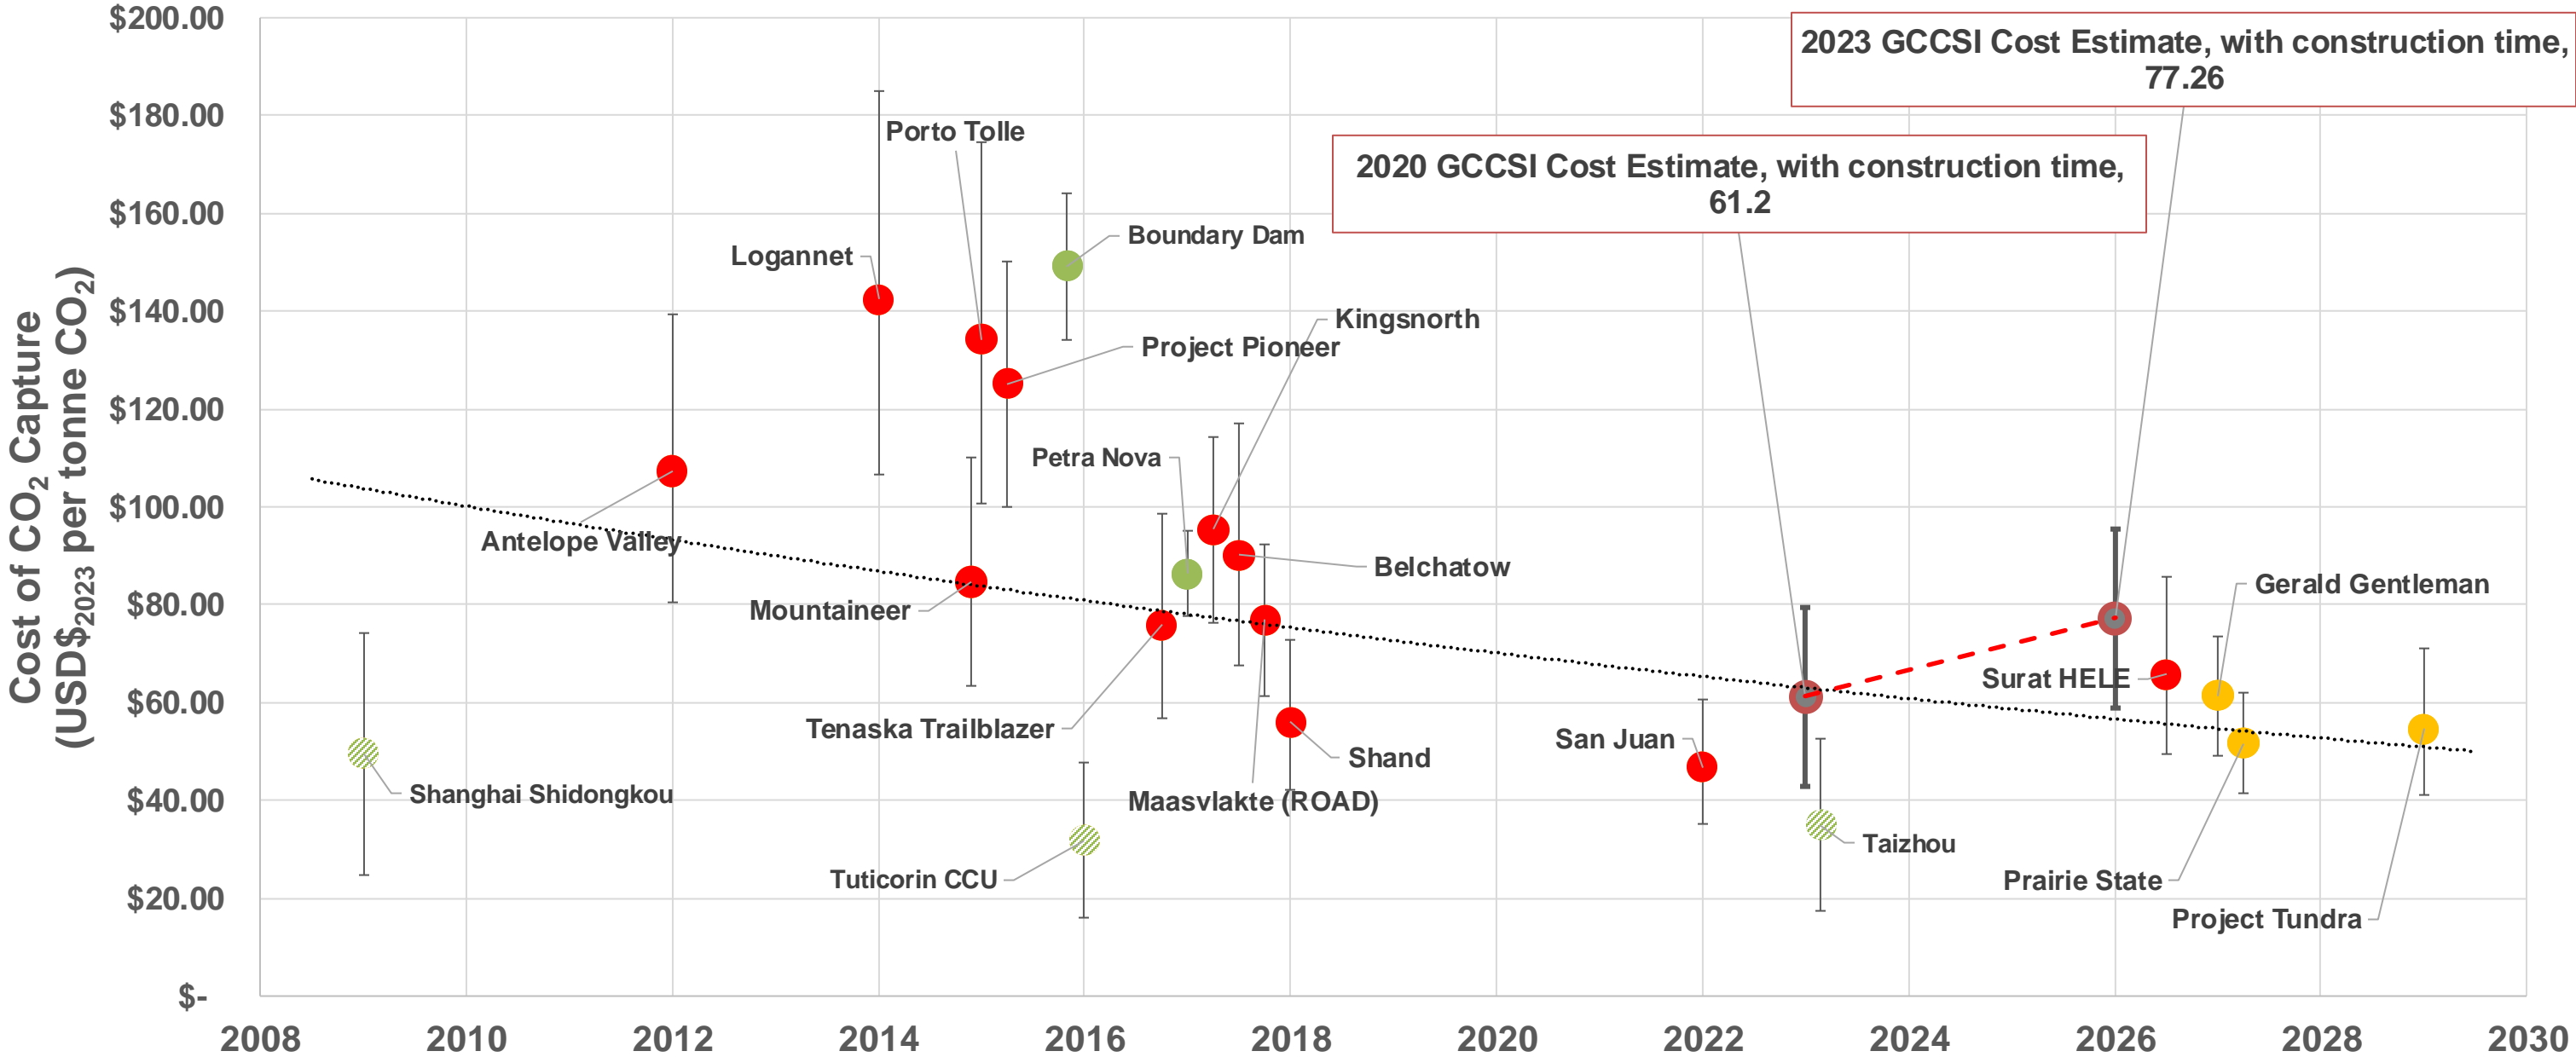 Cost of CO₂ Capture
(USD$₂₀₂₃ per tonne CO₂)
$200.00
$180.00
$160.00
$140.00
$120.00
$100.00
$80.00
$60.00
$40.00
$20.00
$-
2023 GCCSI Cost Estimate, with construction time,
77.26
2020 GCCSI Cost Estimate, with construction time,
61.2
Porto Tolle
Boundary Dam
Logannet
Kingsnorth
Project Pioneer
Petra Nova
Antelope Valley
Belchatow
Gerald Gentleman
Mountaineer
Surat HELE
Tenaska Trailblazer
San Juan
Shand
Shanghai Shidongkou
Maasvlakte (ROAD)
Taizhou
Tuticorin CCU
Prairie State
Project Tundra
2008
2010
2012
2014
2016
2018
2020
2022
2024
2026
2028
2030